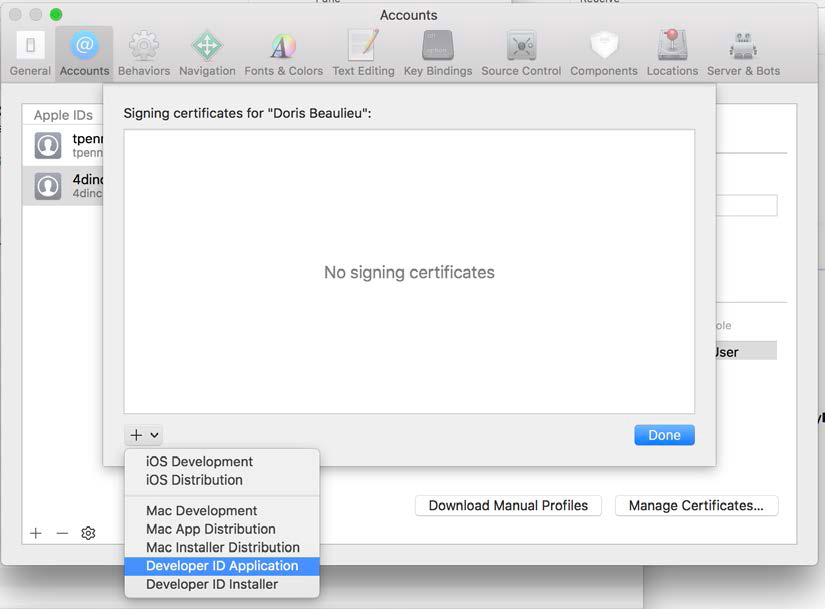 Accounts
General Accounts Behaviors Navigation Fonts & Colors Text Editing Key Bindings Source Control Components Locations Server & Bots
Signing certificates for "Doris Beaulieu":
Apple IDs
tpenn
tpenn
4dinc
4dinc
No signing certificates
User
Done
iOS Development
iOS Distribution
Mac Development
Mac App Distribution
Mac Installer Distribution
Developer ID Application
Developer ID Installer
Download Manual Profiles Manage Certificates...